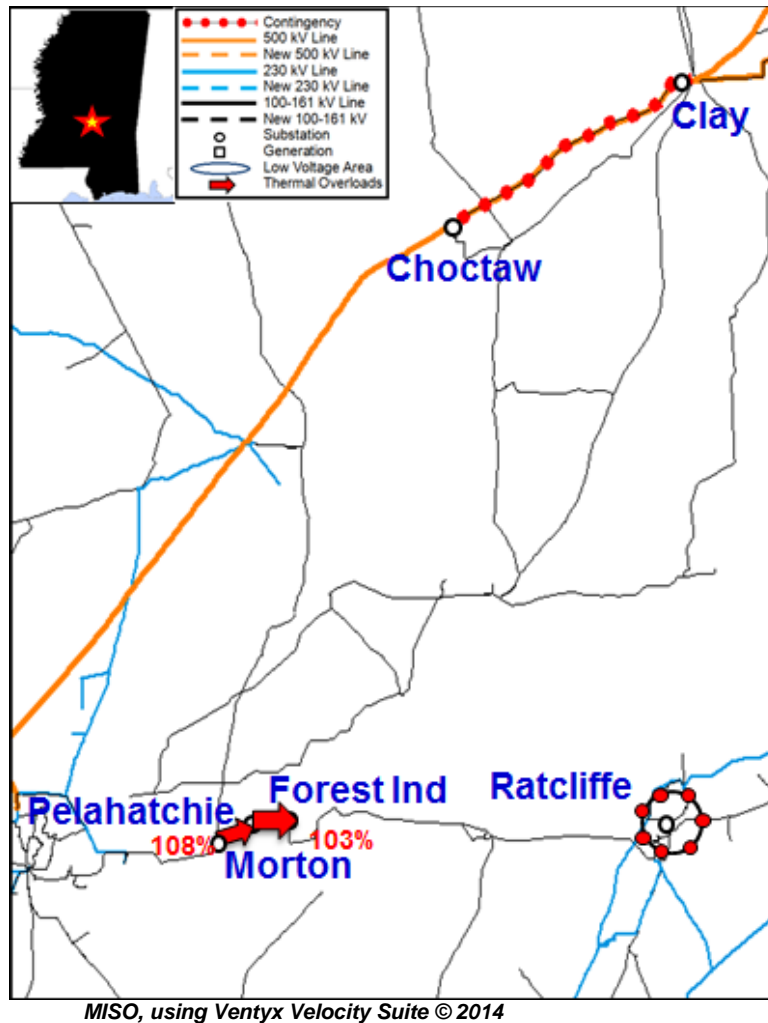 Contingency
500 kV Line
New 500 kV Line
230 kV Line
New 230 kV Line
100-161 kV Line
New 100-161 kV
Substation
Generation
Low Voltage Area
Thermal Overloads
Clay
Choctaw
Forest Ind
Ratcliffe
Pelahatchie
108%
103%
Morton
MISO, using Ventyx Velocity Suite © 2014